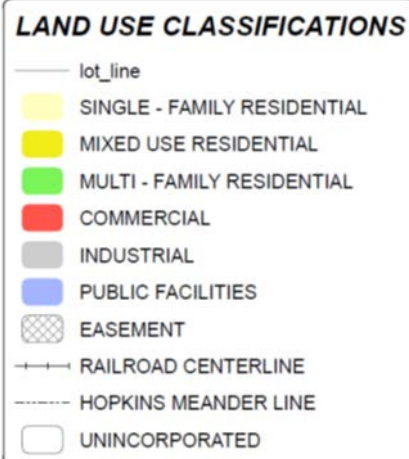 LAND USE CLASSIFICATIONS
lot_line
SINGLE - FAMILY RESIDENTIAL
MIXED USE RESIDENTIAL
MULTI - FAMILY RESIDENTIAL
COMMERCIAL
INDUSTRIAL
PUBLIC FACILITIES
EASEMENT
RAILROAD CENTERLINE
HOPKINS MEANDER LINE
UNINCORPORATED